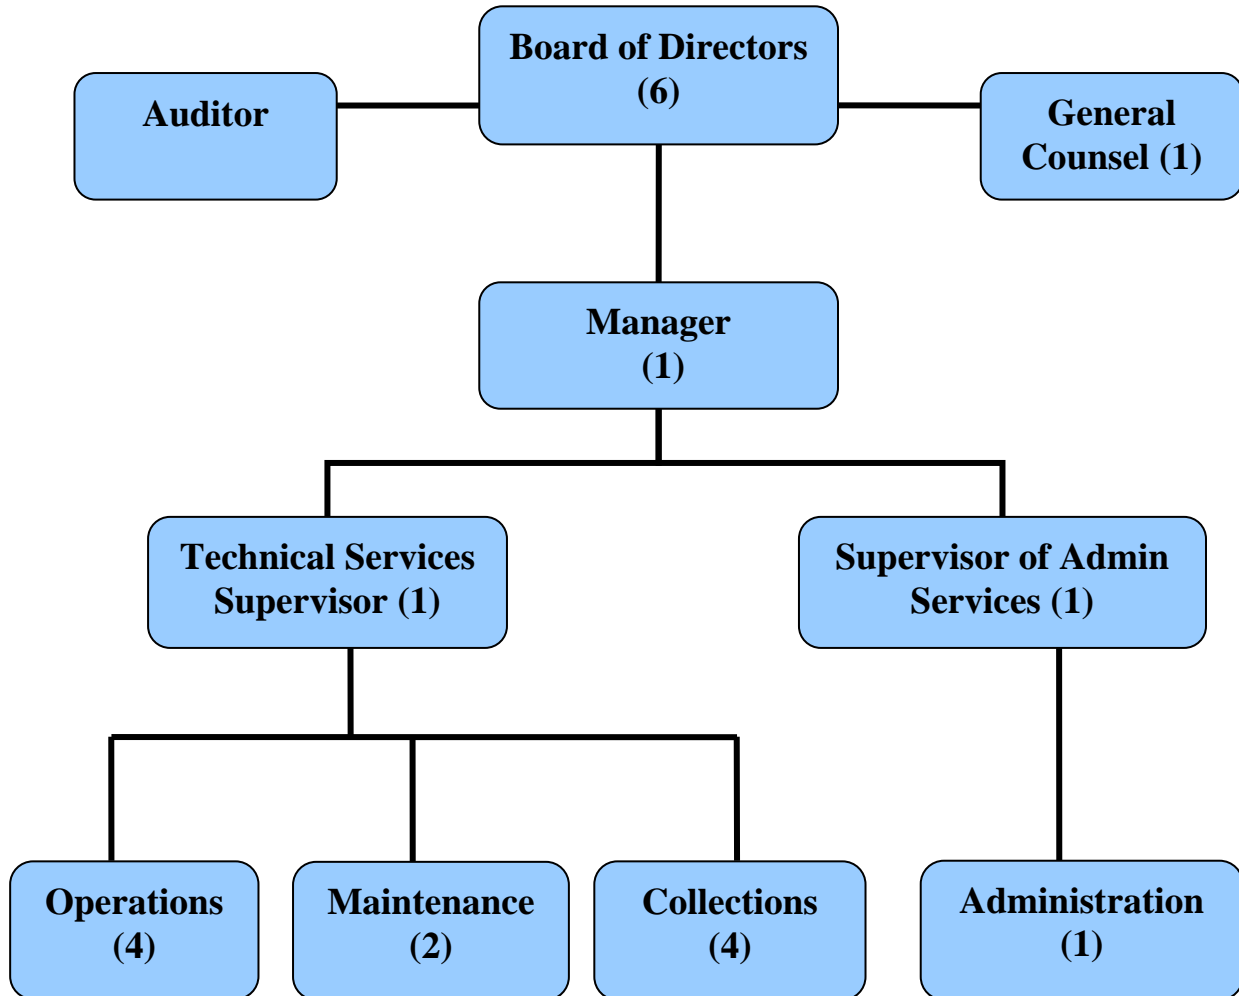 Board of Directors
(6)
Auditor
General
Counsel (1)
Manager
(1)
Technical Services
Supervisor (1)
Supervisor of Admin
Services (1)
Operations
(4)
Maintenance
(2)
Collections
(4)
Administration
(1)